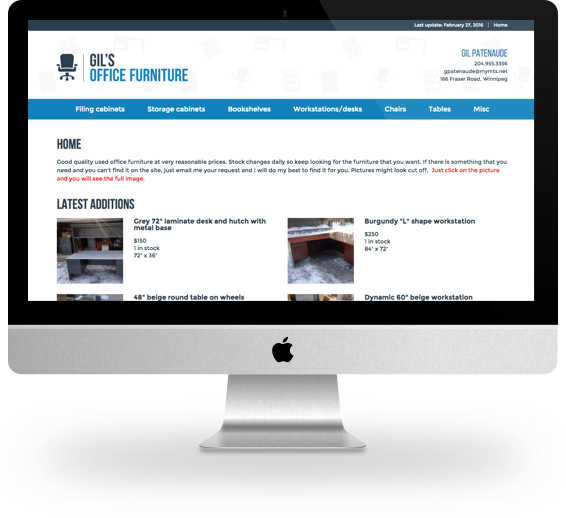 Last update: February 27, 2016 | Home
GIL'S
OFFICE FURNITURE
GIL PATENAUDE
204.955.3356
gpatenaude@mymts.net
166 Fraser Road, Winnipeg
Filing cabinets Storage cabinets Bookshelves Workstations/desks Chairs Tables Misc
HOME
Good quality used office furniture at very reasonable prices. Stock changes daily so keep looking for the furniture that you want. If there is something that you
need and you can't find it on the site, just email me your request and I will do my best to find it for you. Pictures might look cut off. Just click on the picture
and you will see the full image.
LATEST ADDITIONS
Grey 72" laminate desk and hutch with
metal base
$150
1 in stock
72" x 36"
Burgundy "L" shape workstation
$250
1 in stock
84" x 72"
48" beige round table on wheels
Dynamic 60" beige workstation